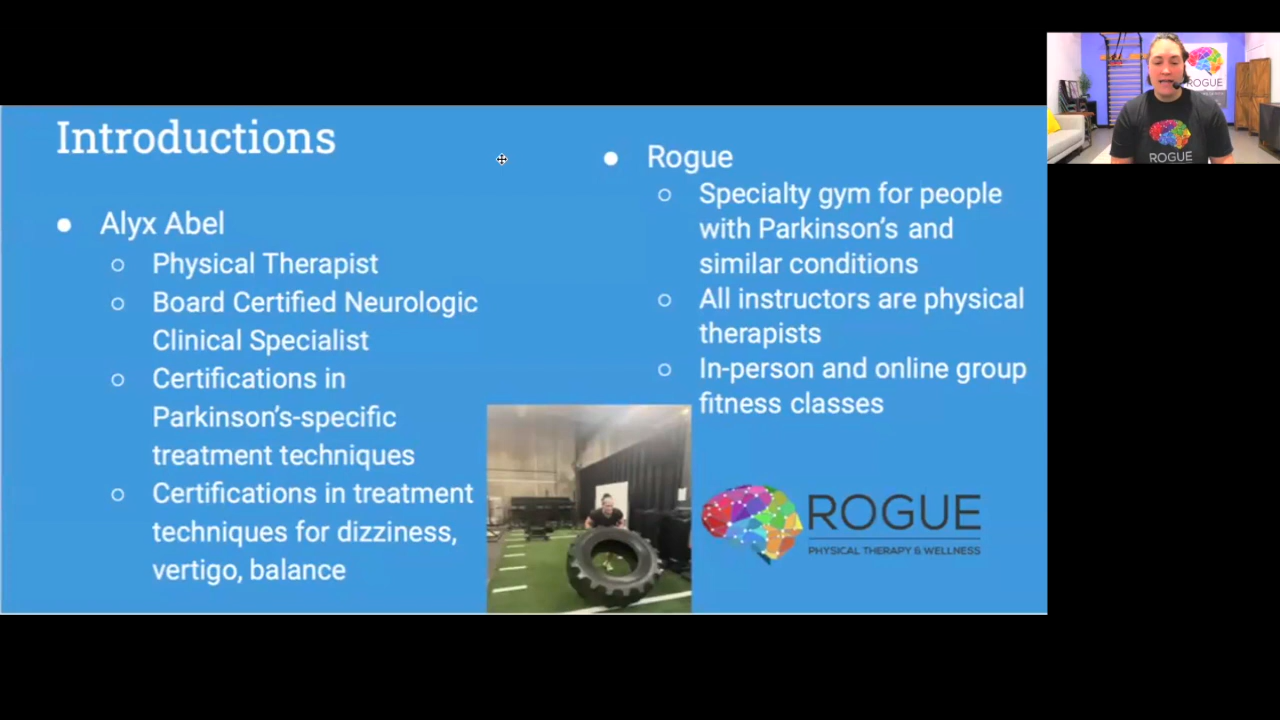 Introductions
Alyx Abel
Physical Therapist
Board Certified Neurologic
Clinical Specialist
Certifications in
Parkinson's-specific
treatment techniques
Certifications in treatment
techniques for dizziness,
vertigo, balance
Rogue
Specialty gym for people
with Parkinson's and
similar conditions
All instructors are physical
therapists
In-person and online group
fitness classes
ROGUE
PHYSICAL THERAPY & WELLNESS
ROGUE
ROGUE